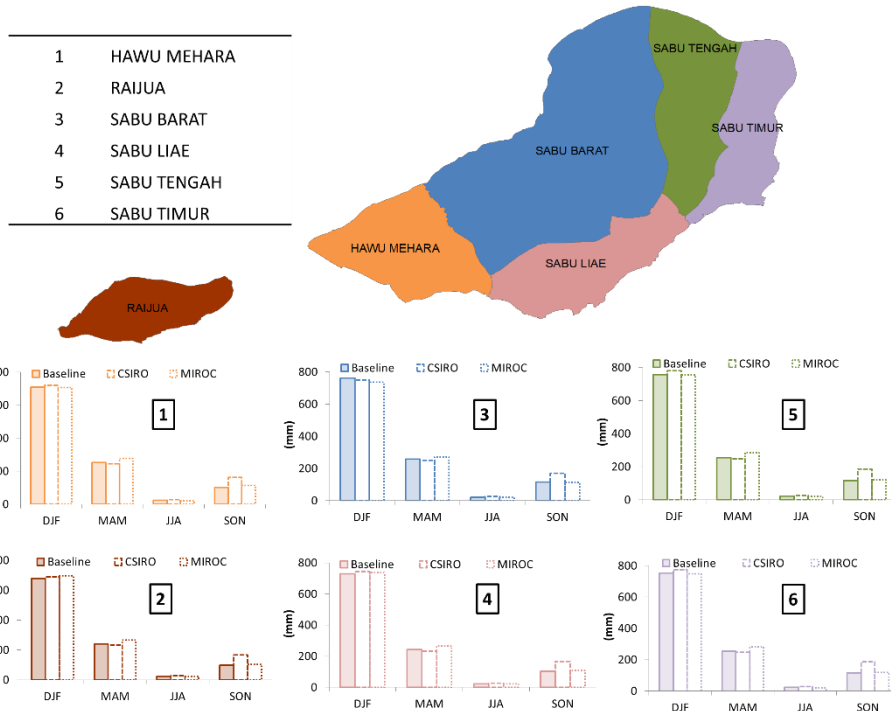 1 HAWU MEHARA
2 RAIJUA
3 SABU BARAT
4 SABU LIAE
5 SABU TENGAH
6 SABU TIMUR
SABU TENGAH
SABU TIMUR
SABU BARAT
HAWU MEHARA
SABU LIAE
RAIJUA
Baseline CSIRO MIROC
1
0
DJF MAM JJA SON
Baseline CSIRO MIROC
3
(mm)
800
600
400
200
0
DJF MAM JJA SON
Baseline CSIRO MIROC
5
(mm)
800
600
400
200
0
DJF MAM JJA SON
Baseline CSIRO MIROC
2
0
DJF MAM JJA SON
Baseline CSIRO MIROC
4
(mm)
800
600
400
200
0
DJF MAM JJA SON
Baseline CSIRO MIROC
6
(mm)
800
600
400
200
0
DJF MAM JJA SON